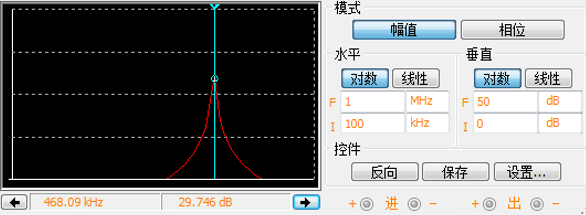 模式
幅值 相位
水平 垂直
对数 线性 对数 线性
F 1 MHz F 50 dB
I 100 kHz I 0 dB
控件
反向 保存 设置...
468.09 kHz 29.746 dB
+ 进 - + 出 -